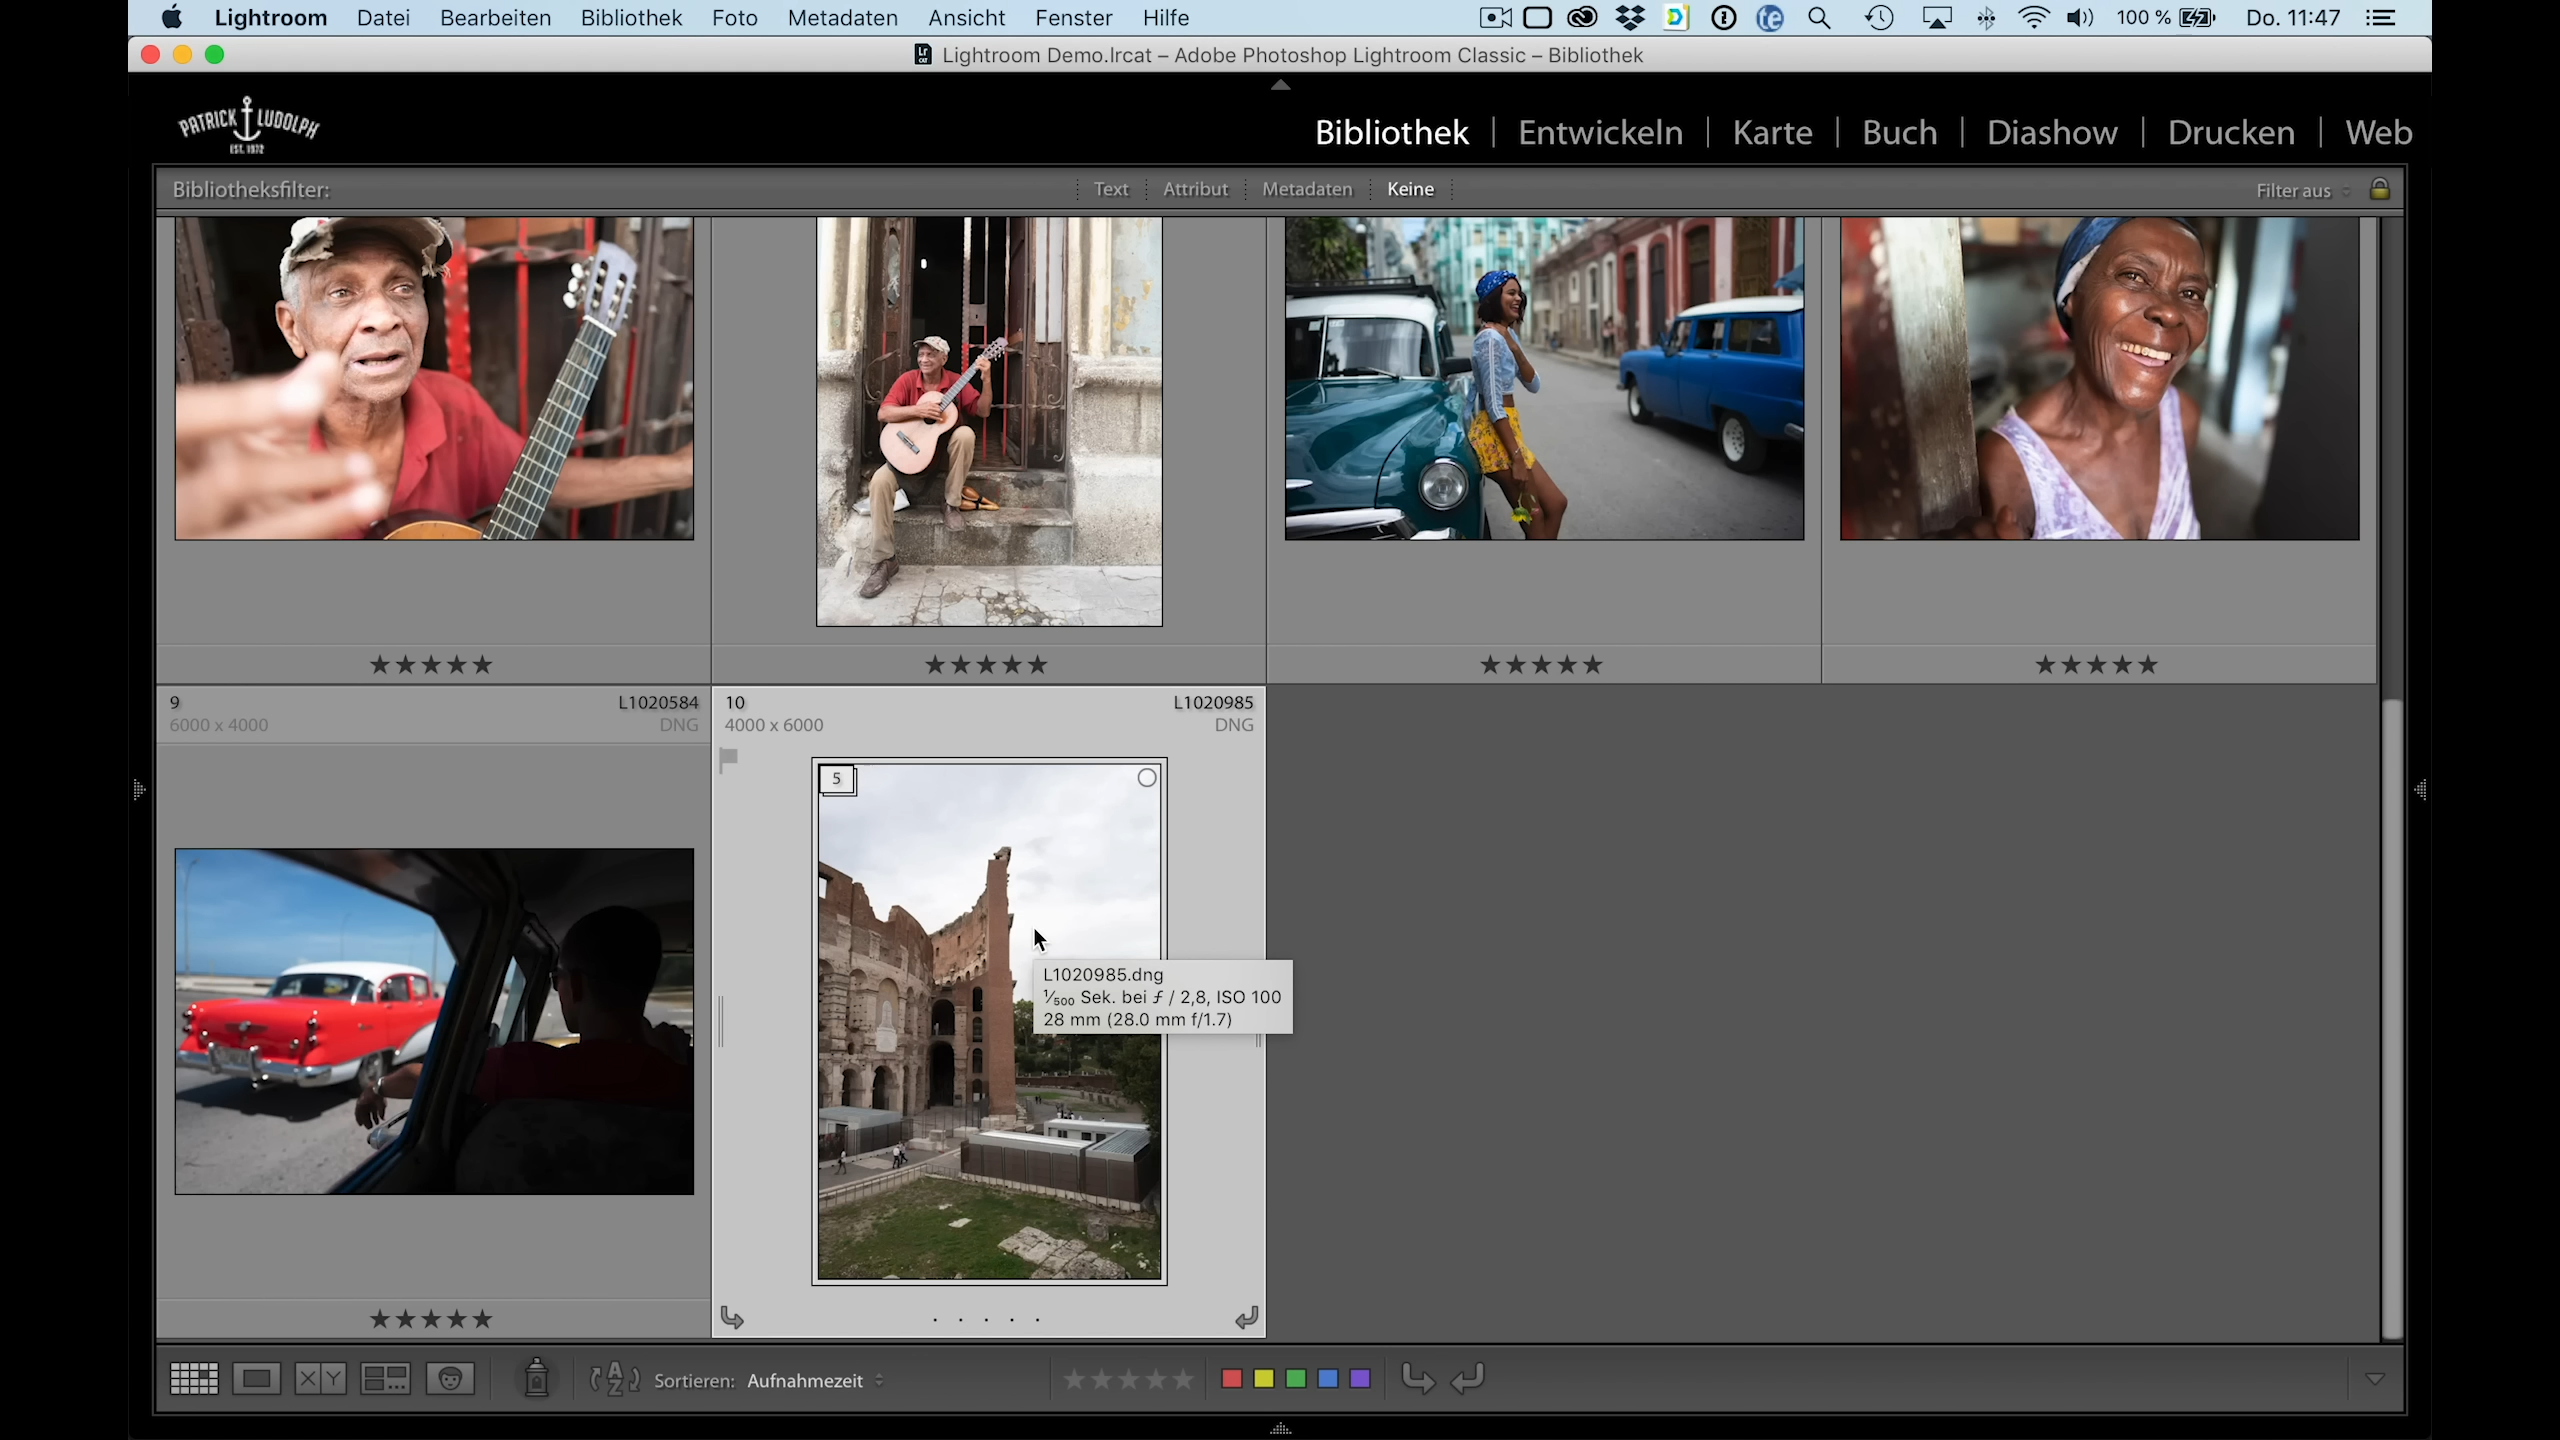 Lightroom Datei Bearbeiten Bibliothek Foto Metadaten Ansicht Fenster Hilfe 100 % Do. 11:47
Lightroom Demo.lrcat – Adobe Photoshop Lightroom Classic – Bibliothek
PATRICK LUDOLPH
EST. 1972
Bibliothek | Entwickeln | Karte | Buch | Diashow | Drucken | Web
Bibliotheksfilter: Text Attribut Metadaten Keine Filter aus
★★★★★ ★★★★★ ★★★★★ ★★★★★
9 L1020584 10 L1020985
6000 x 4000 DNG 4000 x 6000 DNG
5
L1020985.dng
1/500 Sek. bei ƒ / 2,8, ISO 100
28 mm (28.0 mm f/1.7)
★★★★★
X Y A Z Sortieren: Aufnahmezeit